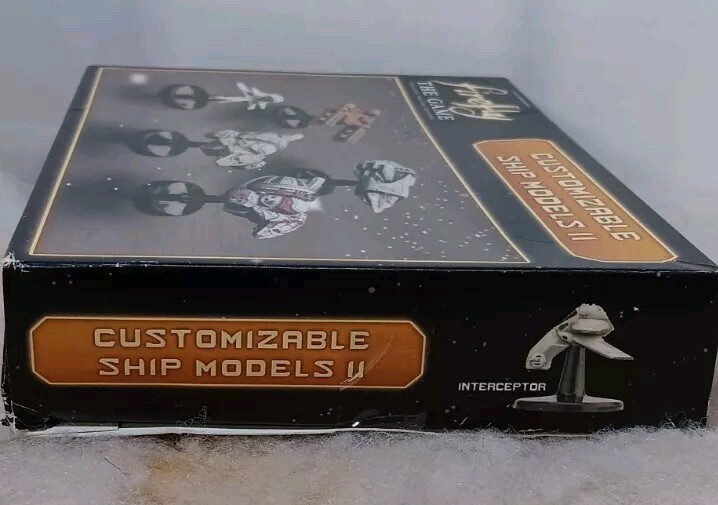 firefly
THE GAME
CUSTOMIZABLE
SHIP MODELS II
CUSTOMIZABLE
SHIP MODELS II
INTERCEPTOR